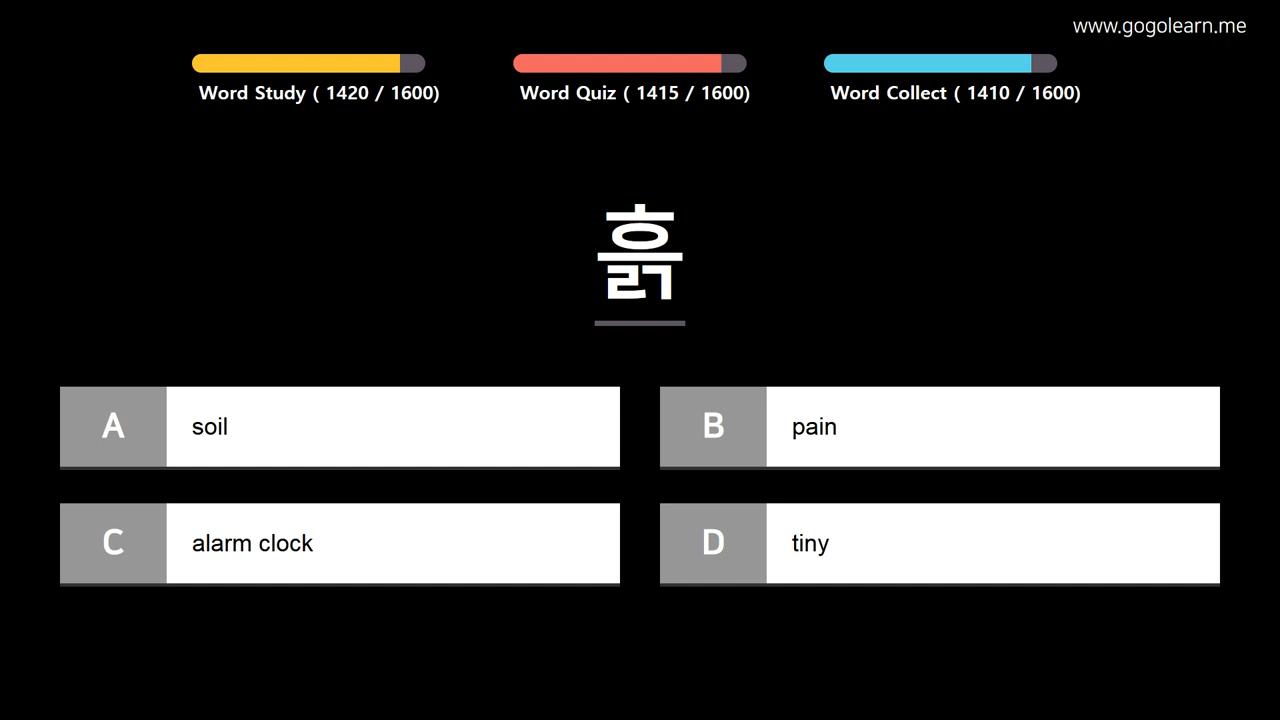 www.gogolearn.me
Word Study ( 1420 / 1600)
Word Quiz ( 1415 / 1600)
Word Collect ( 1410 / 1600)
흙
A soil
B pain
C alarm clock
D tiny